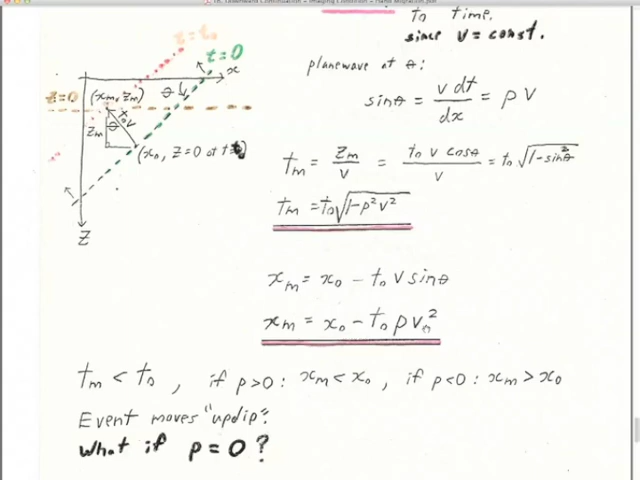 to time,
since v = const.
t=t₀
t=0
x
θ
z=0
(xₘ, zₘ)
zₘ
θ
t₀v
(x₀, z=0 at t=t₀)
z
planewave at θ:
sinθ = v dt / dx = p v
tₘ = zₘ / v = t₀ v cosθ / v = t₀ √(1-sin²θ)
tₘ = t₀ √(1-p²v²)
xₘ = x₀ - t₀ v sinθ
xₘ = x₀ - t₀ p v²
tₘ < t₀ , if p>0: xₘ < x₀ , if p<0: xₘ > x₀
Event moves "updip".
What if p = 0 ?